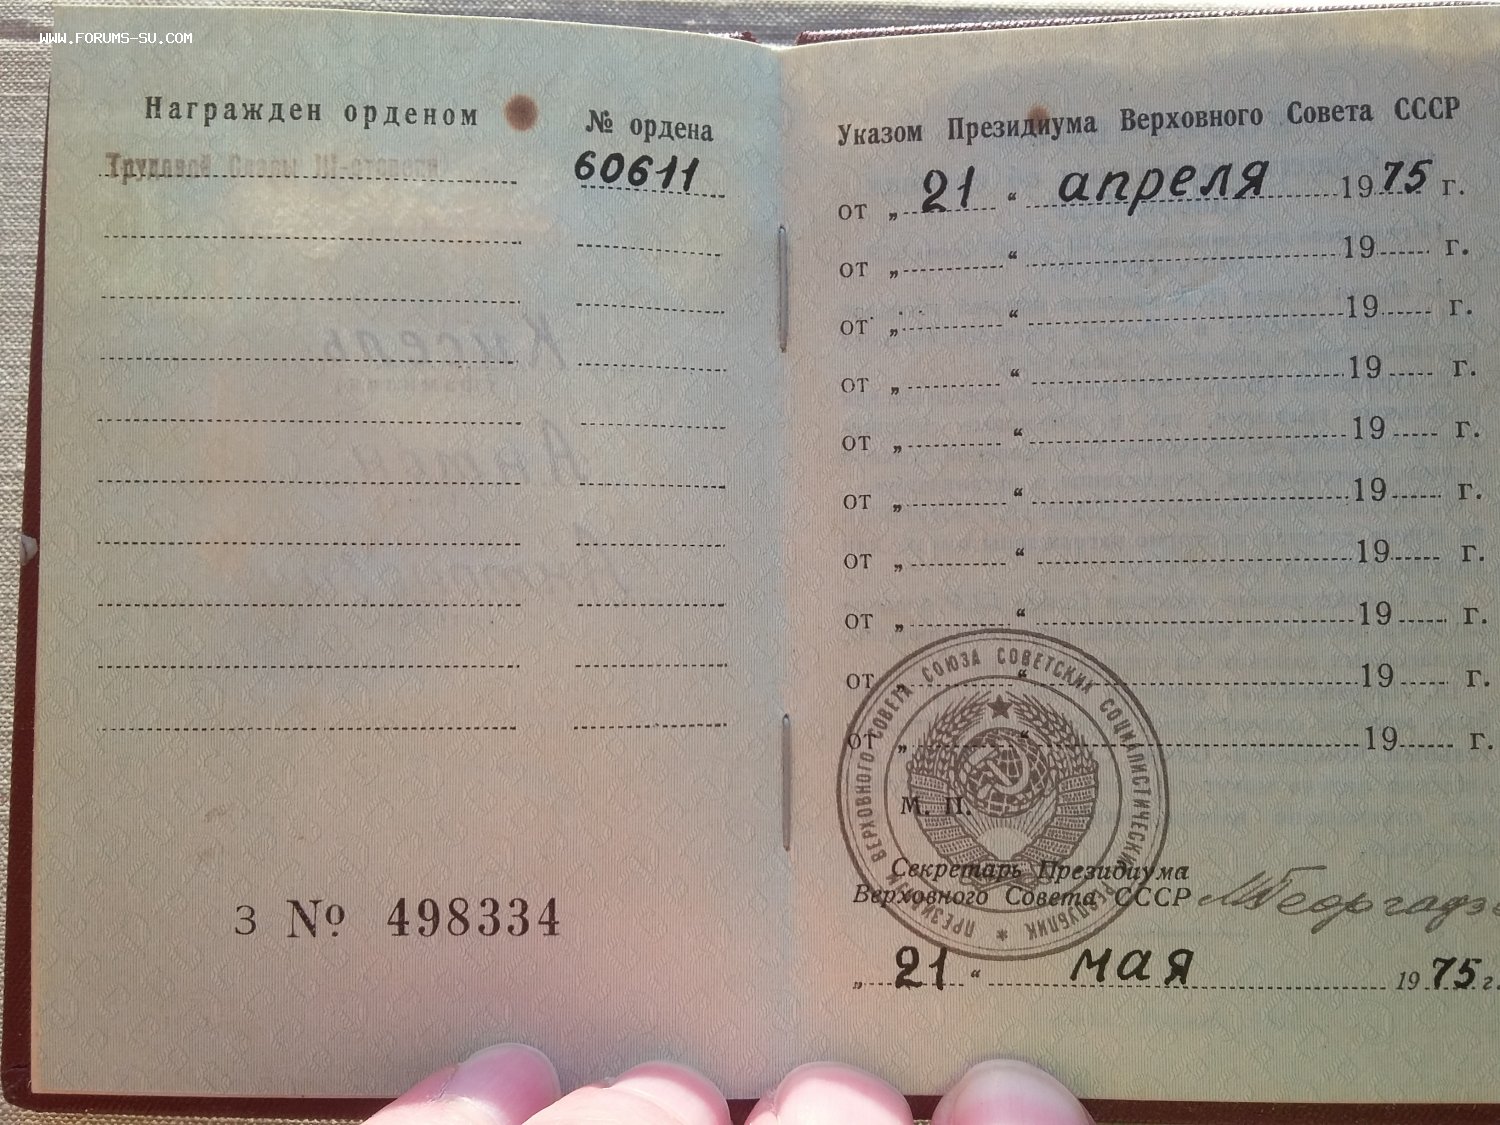 WWW.FORUMS-SU.COM
Награжден орденом
№ ордена
Трудовой Славы III-степени
60611
З № 498334
Указом Президиума Верховного Совета СССР
от „ 21 “ апреля 1975 г.
от „ “ 19 г.
от „ “ 19 г.
от „ “ 19 г.
от „ “ 19 г.
от „ “ 19 г.
от „ “ 19 г.
от „ “ 19 г.
от „ “ 19 г.
от „ “ 19 г.
ПРЕЗИДИУМ ВЕРХОВНОГО СОВЕТА СОЮЗА СОВЕТСКИХ СОЦИАЛИСТИЧЕСКИХ РЕСПУБЛИК
М. П.
Секретарь Президиума
Верховного Совета СССР
„ 21 “ мая 1975 г.